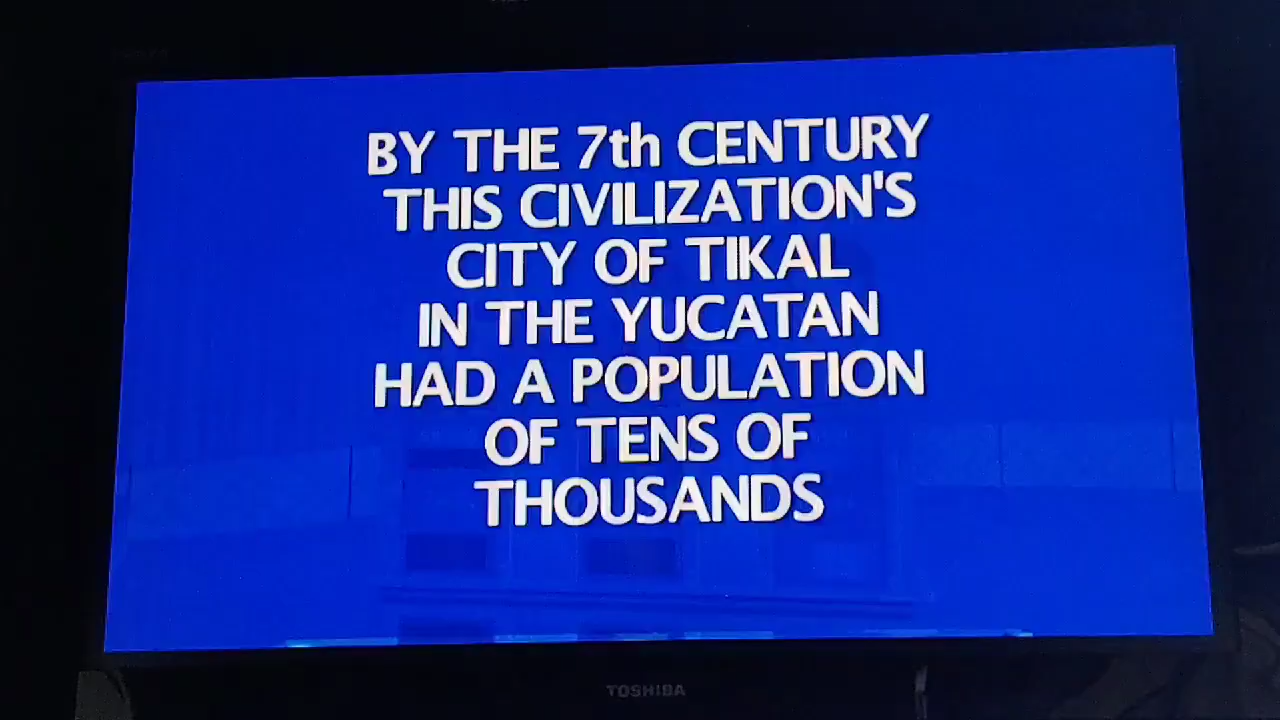 BY THE 7th CENTURY
THIS CIVILIZATION'S
CITY OF TIKAL
IN THE YUCATAN
HAD A POPULATION
OF TENS OF
THOUSANDS
TOSHIBA